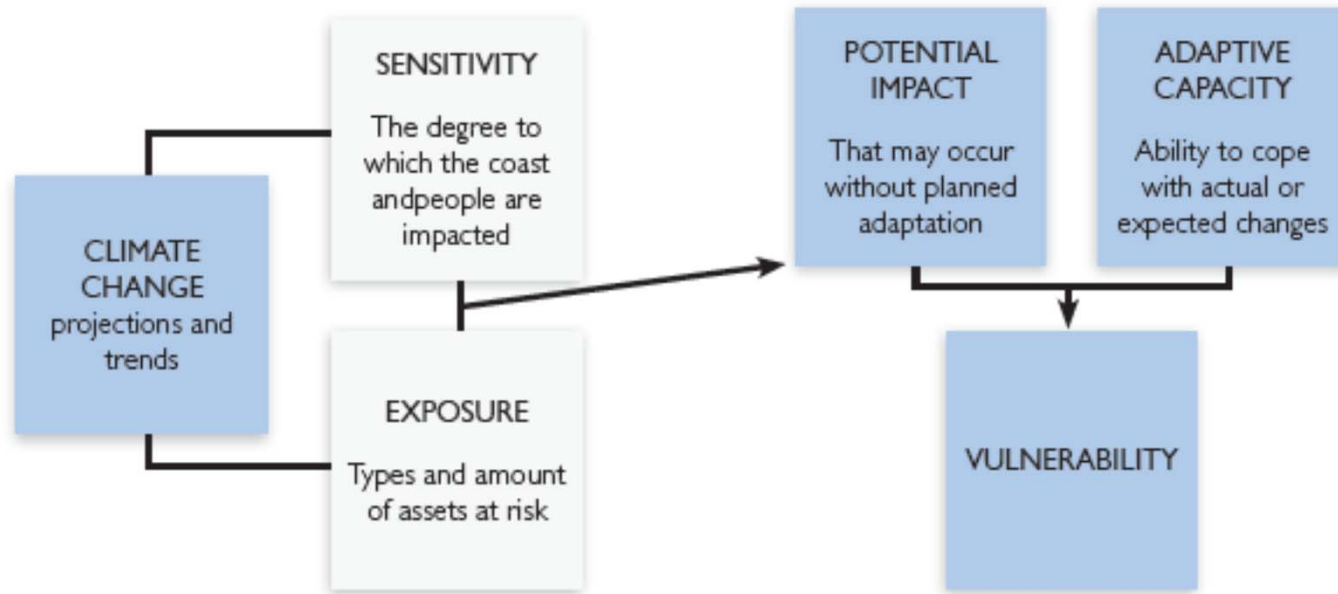 CLIMATE
CHANGE
projections and
trends
SENSITIVITY
The degree to
which the coast
andpeople are
impacted
EXPOSURE
Types and amount
of assets at risk
POTENTIAL
IMPACT
That may occur
without planned
adaptation
ADAPTIVE
CAPACITY
Ability to cope
with actual or
expected changes
VULNERABILITY